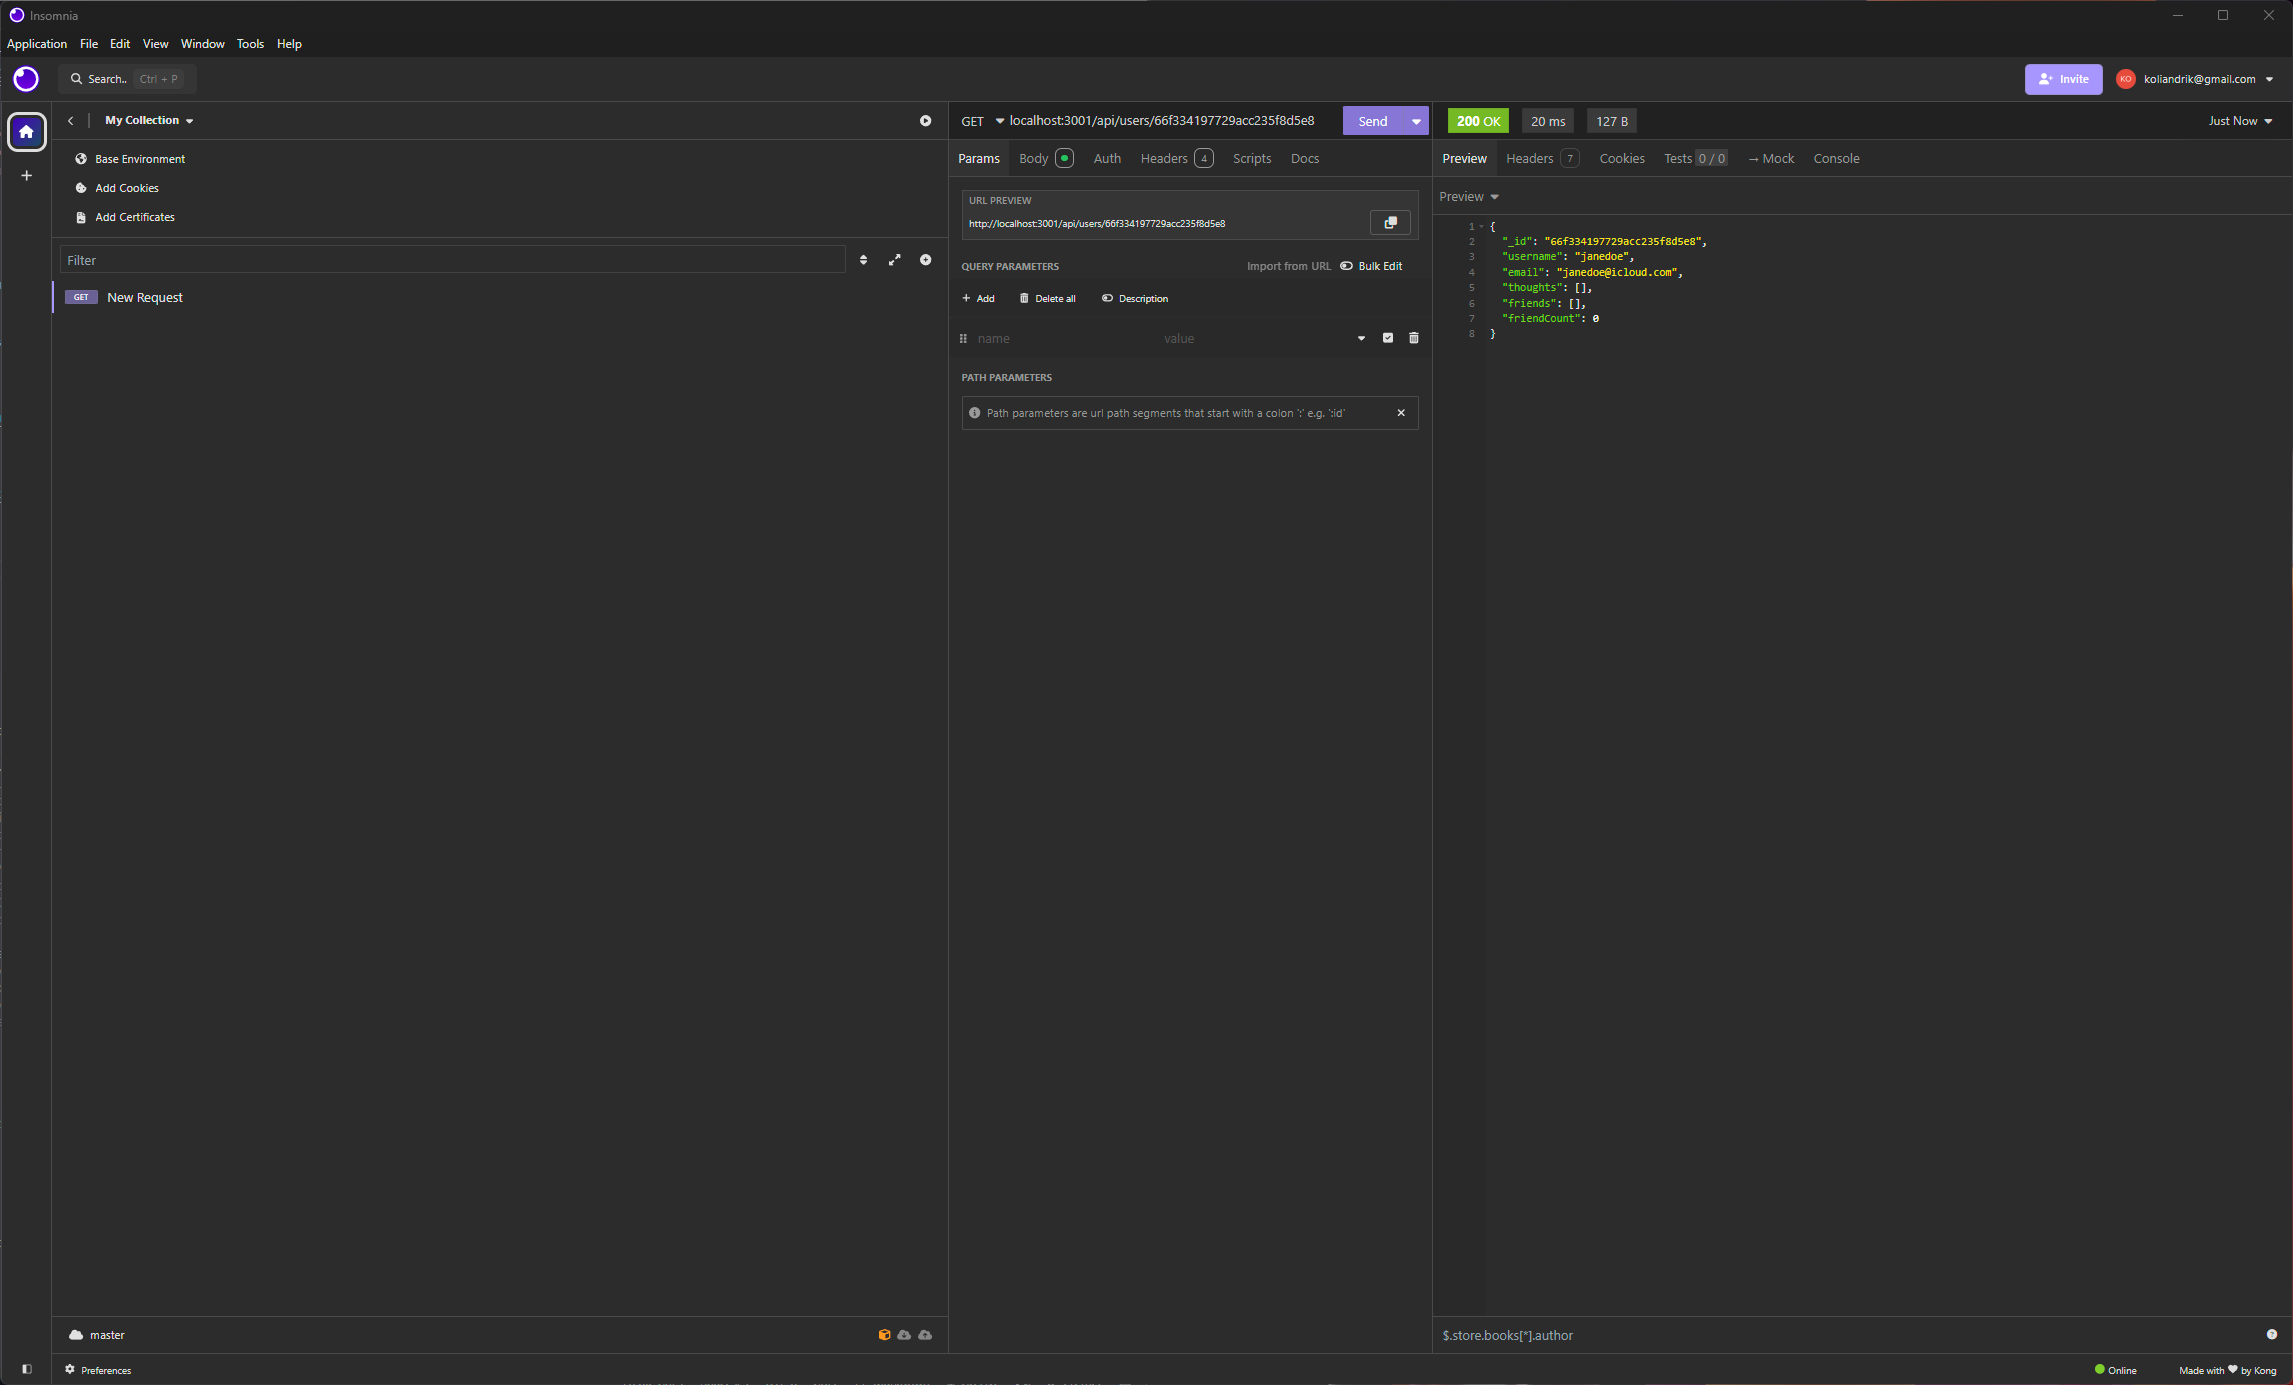 Insomnia
Application File Edit View Window Tools Help
Search.. Ctrl + P
Invite
KO koliandrik@gmail.com
My Collection
Base Environment
Add Cookies
Add Certificates
Filter
GET New Request
master
Preferences
GET localhost:3001/api/users/66f334197729acc235f8d5e8 Send
Params Body Auth Headers 4 Scripts Docs
URL PREVIEW
http://localhost:3001/api/users/66f334197729acc235f8d5e8
QUERY PARAMETERS Import from URL Bulk Edit
+ Add Delete all Description
name value
PATH PARAMETERS
Path parameters are url path segments that start with a colon ':' e.g. ':id'
200 OK 20 ms 127 B Just Now
Preview Headers 7 Cookies Tests 0 / 0 → Mock Console
Preview
1 {
2 "_id": "66f334197729acc235f8d5e8",
3 "username": "janedoe",
4 "email": "janedoe@icloud.com",
5 "thoughts": [],
6 "friends": [],
7 "friendCount": 0
8 }
$.store.books[*].author
Online Made with ♥ by Kong